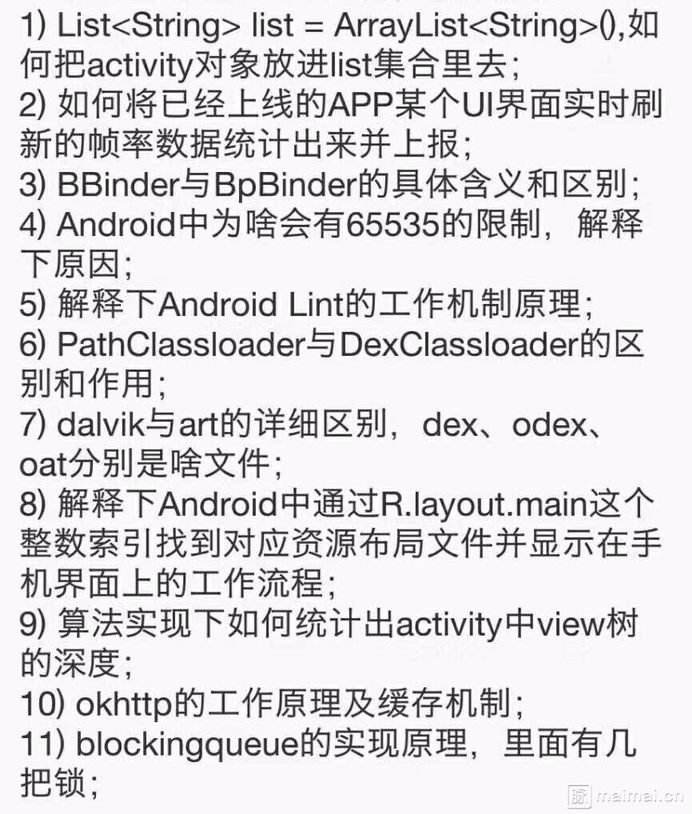 1) List<String> list = ArrayList<String>(),如
何把activity对象放进list集合里去；
2) 如何将已经上线的APP某个UI界面实时刷
新的帧率数据统计出来并上报；
3) BBinder与BpBinder的具体含义和区别；
4) Android中为啥会有65535的限制，解释
下原因；
5) 解释下Android Lint的工作机制原理；
6) PathClassloader与DexClassloader的区
别和作用；
7) dalvik与art的详细区别，dex、odex、
oat分别是啥文件；
8) 解释下Android中通过R.layout.main这个
整数索引找到对应资源布局文件并显示在手
机界面上的工作流程；
9) 算法实现下如何统计出activity中view树
的深度；
10) okhttp的工作原理及缓存机制；
11) blockingqueue的实现原理，里面有几
把锁；
脉 maimai.cn